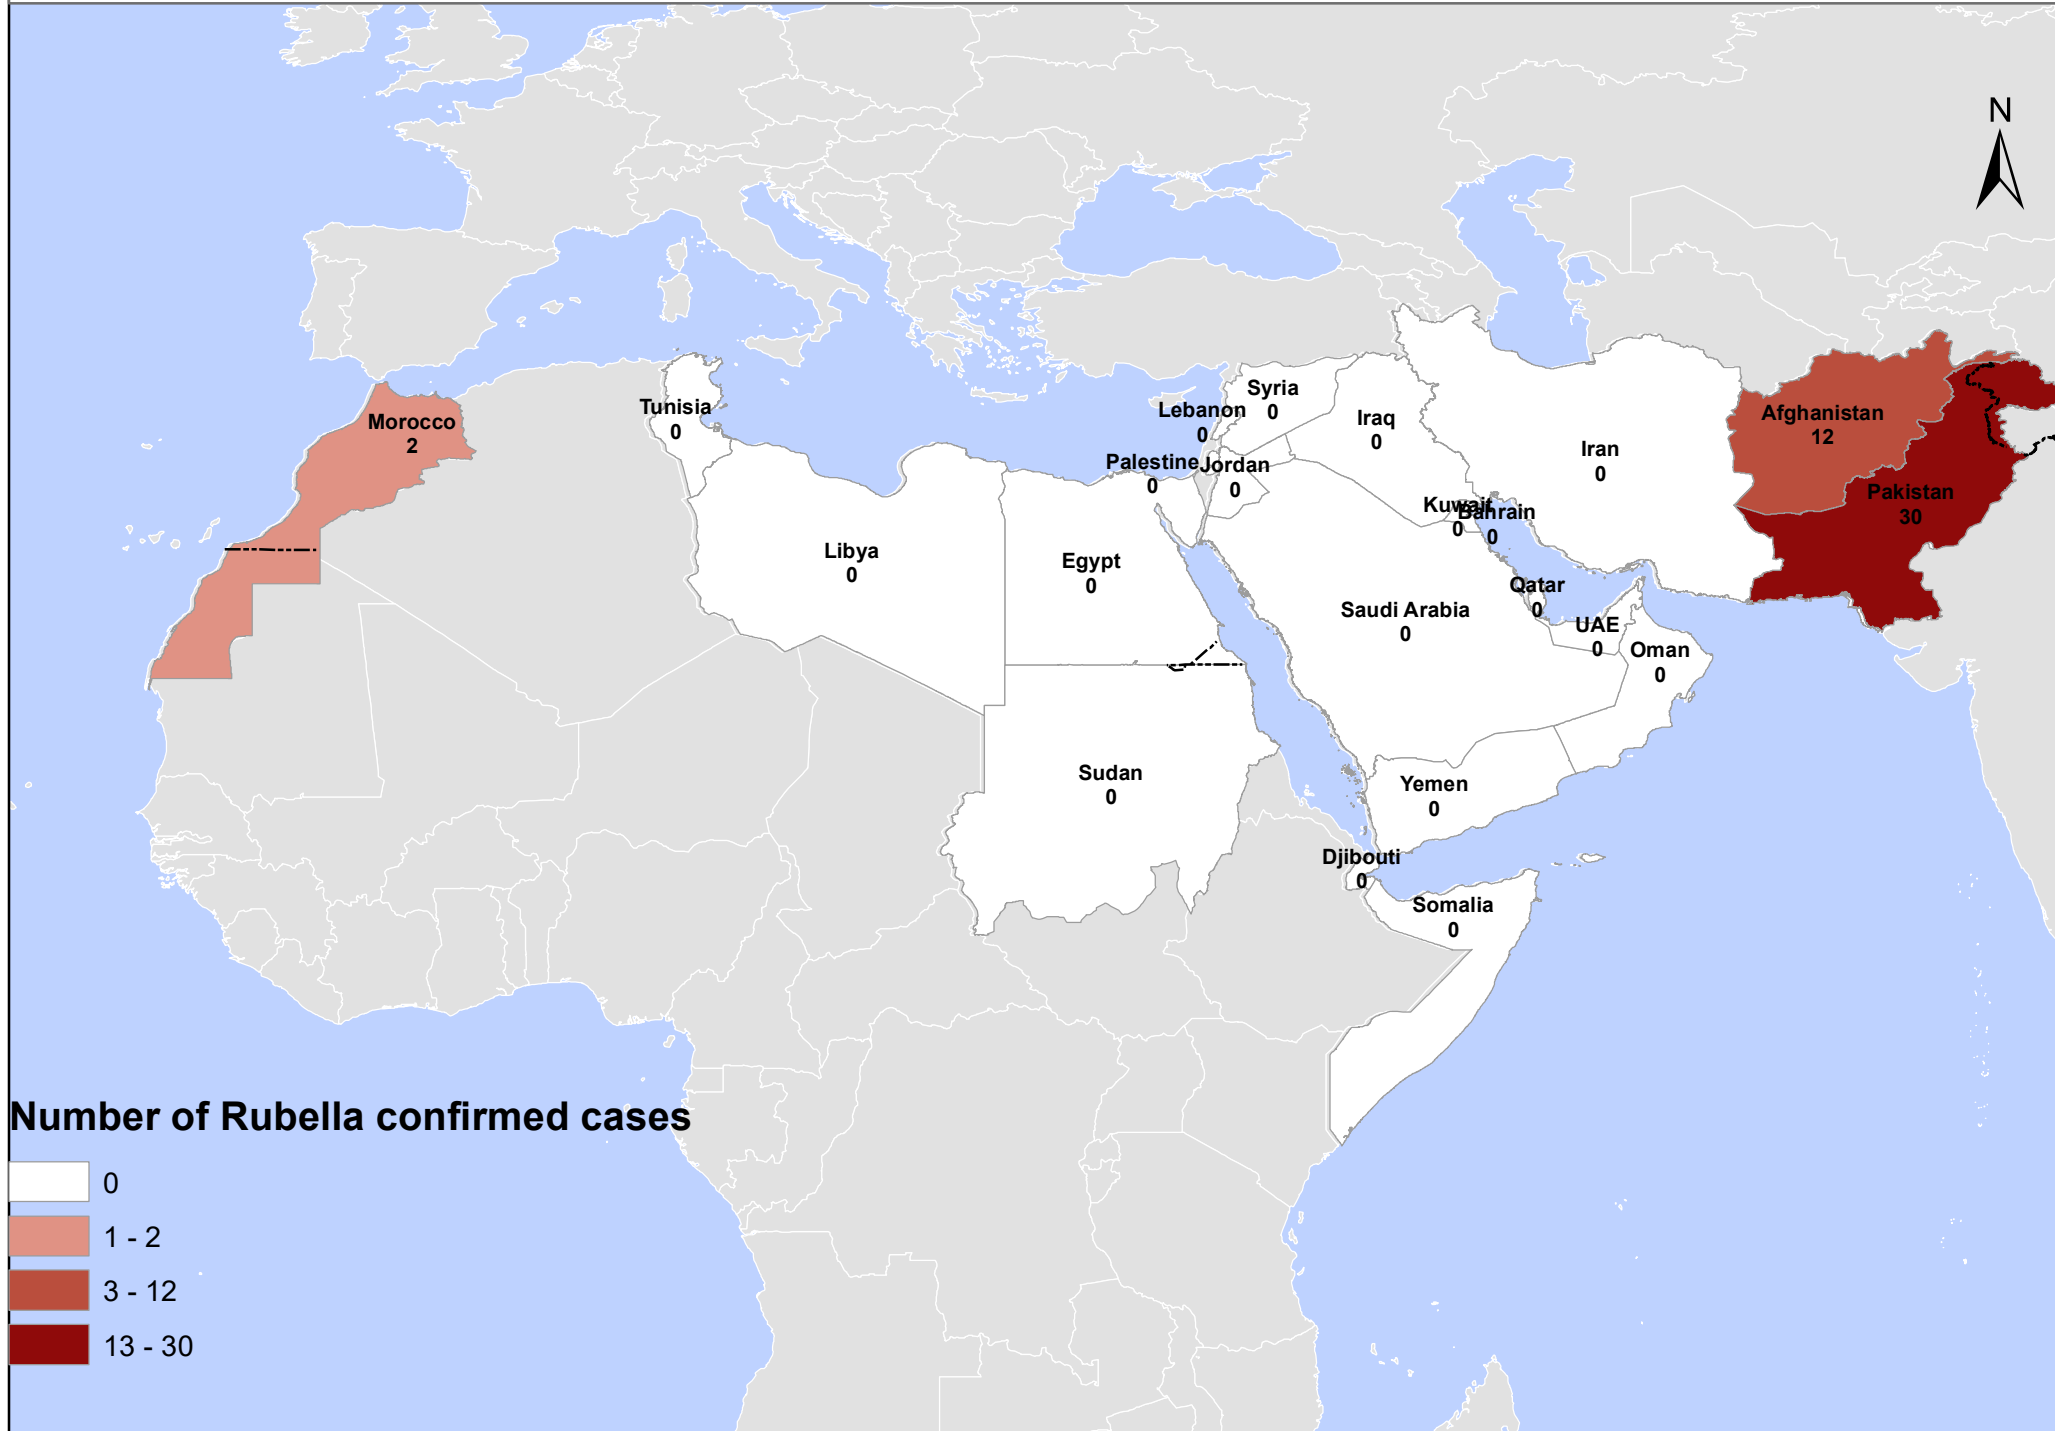 N
Syria
0
Tunisia
0
Lebanon
0
Morocco
2
Iraq
0
Afghanistan
12
Iran
0
Palestine
0
Jordan
0
Pakistan
30
Kuwait
0
Bahrain
0
Libya
0
Egypt
0
Qatar
0
Saudi Arabia
0
UAE
0
Oman
0
Sudan
0
Yemen
0
Djibouti
0
Somalia
0
Number of Rubella confirmed cases
0
1 - 2
3 - 12
13 - 30